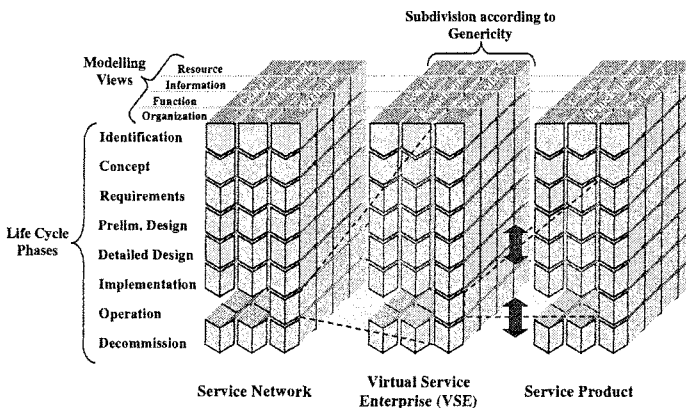 Subdivision according to
Genericity
Modelling
Views
Resource
Information
Function
Organization
Life Cycle
Phases
Identification
Concept
Requirements
Prelim. Design
Detailed Design
Implementation
Operation
Decommission
Service Network
Virtual Service
Enterprise (VSE)
Service Product